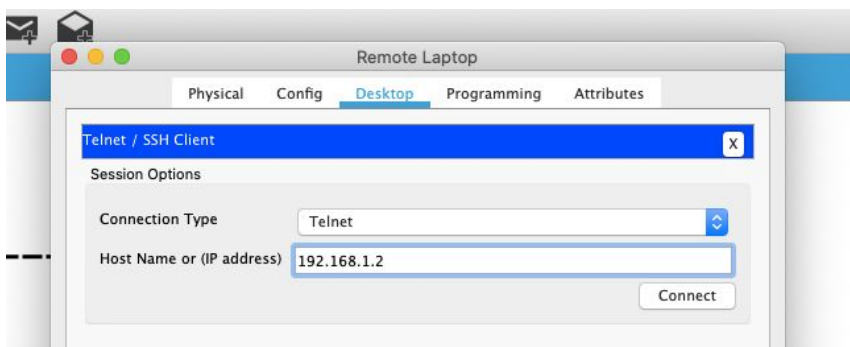 Remote Laptop
Physical Config Desktop Programming Attributes
Telnet / SSH Client X
Session Options
Connection Type Telnet
Host Name or (IP address) 192.168.1.2
Connect